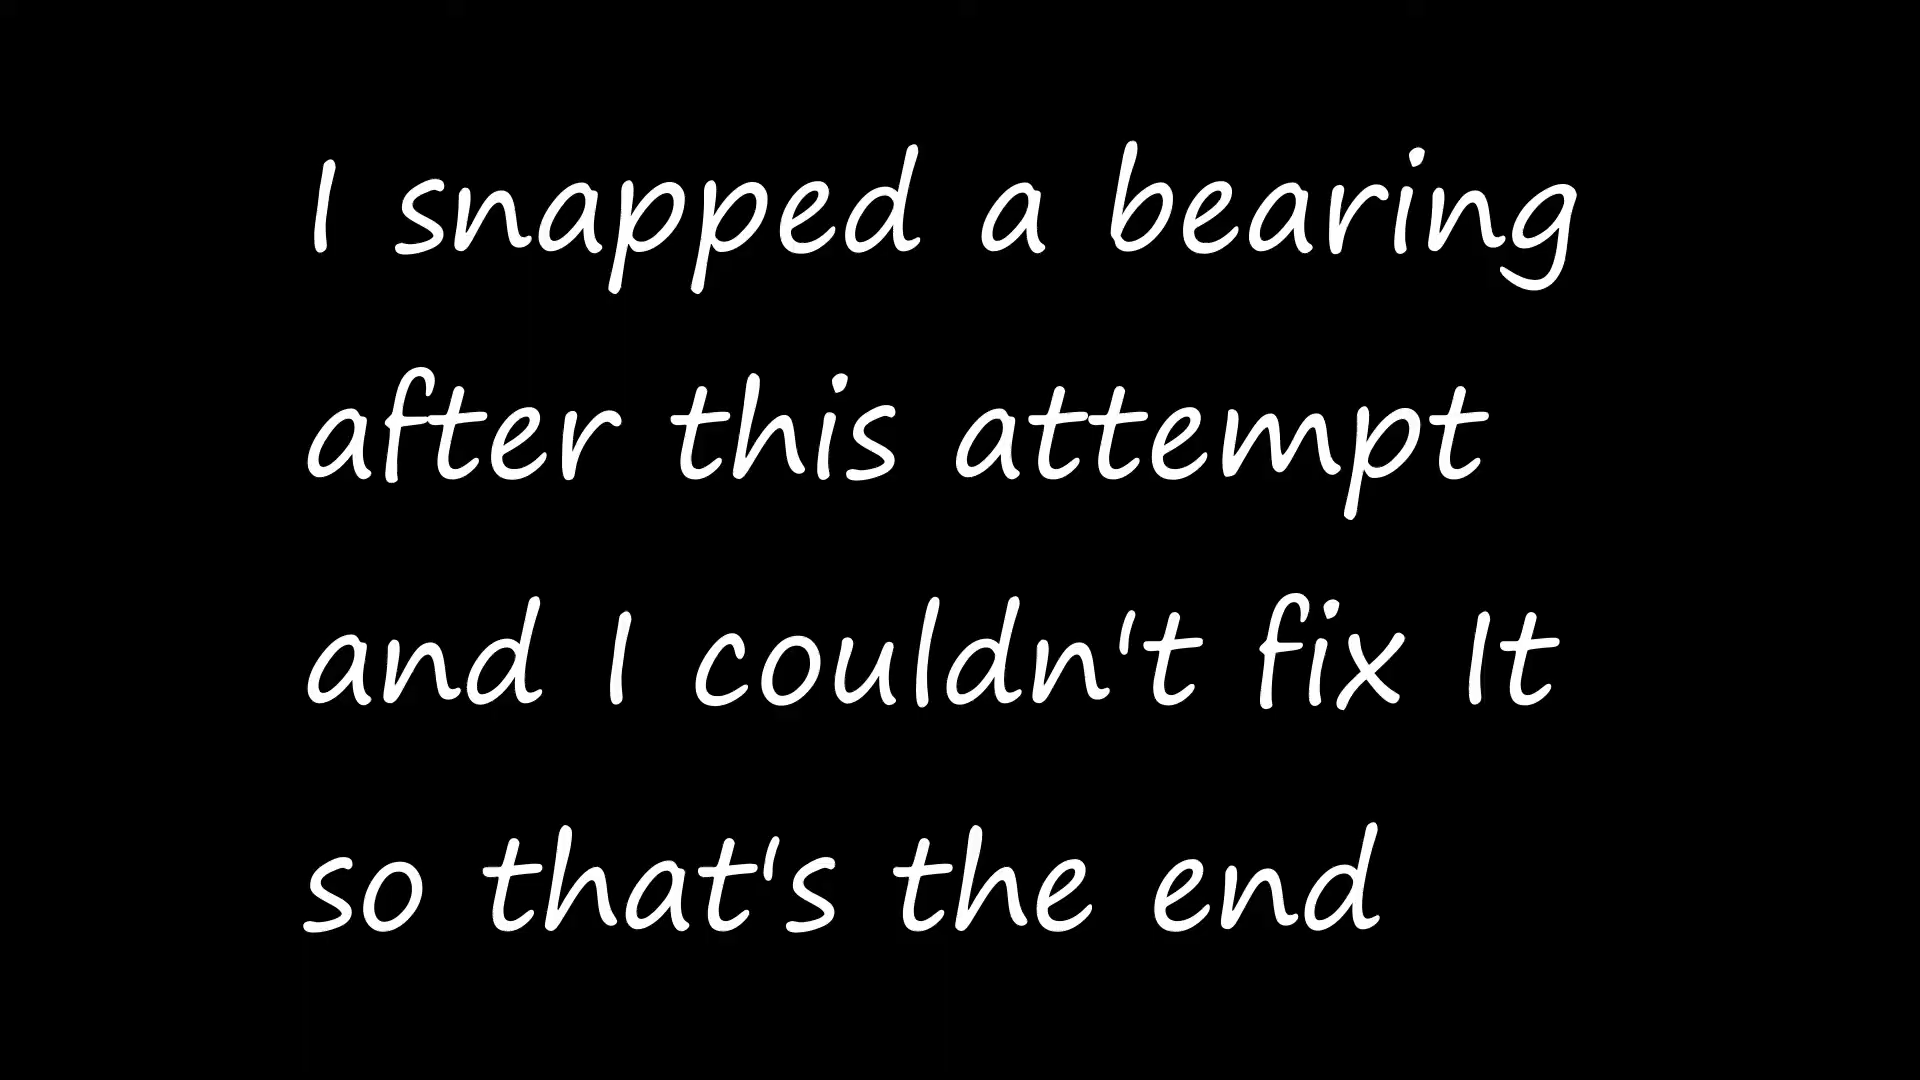 I snapped a bearing
after this attempt
and I couldn't fix It
so that's the end